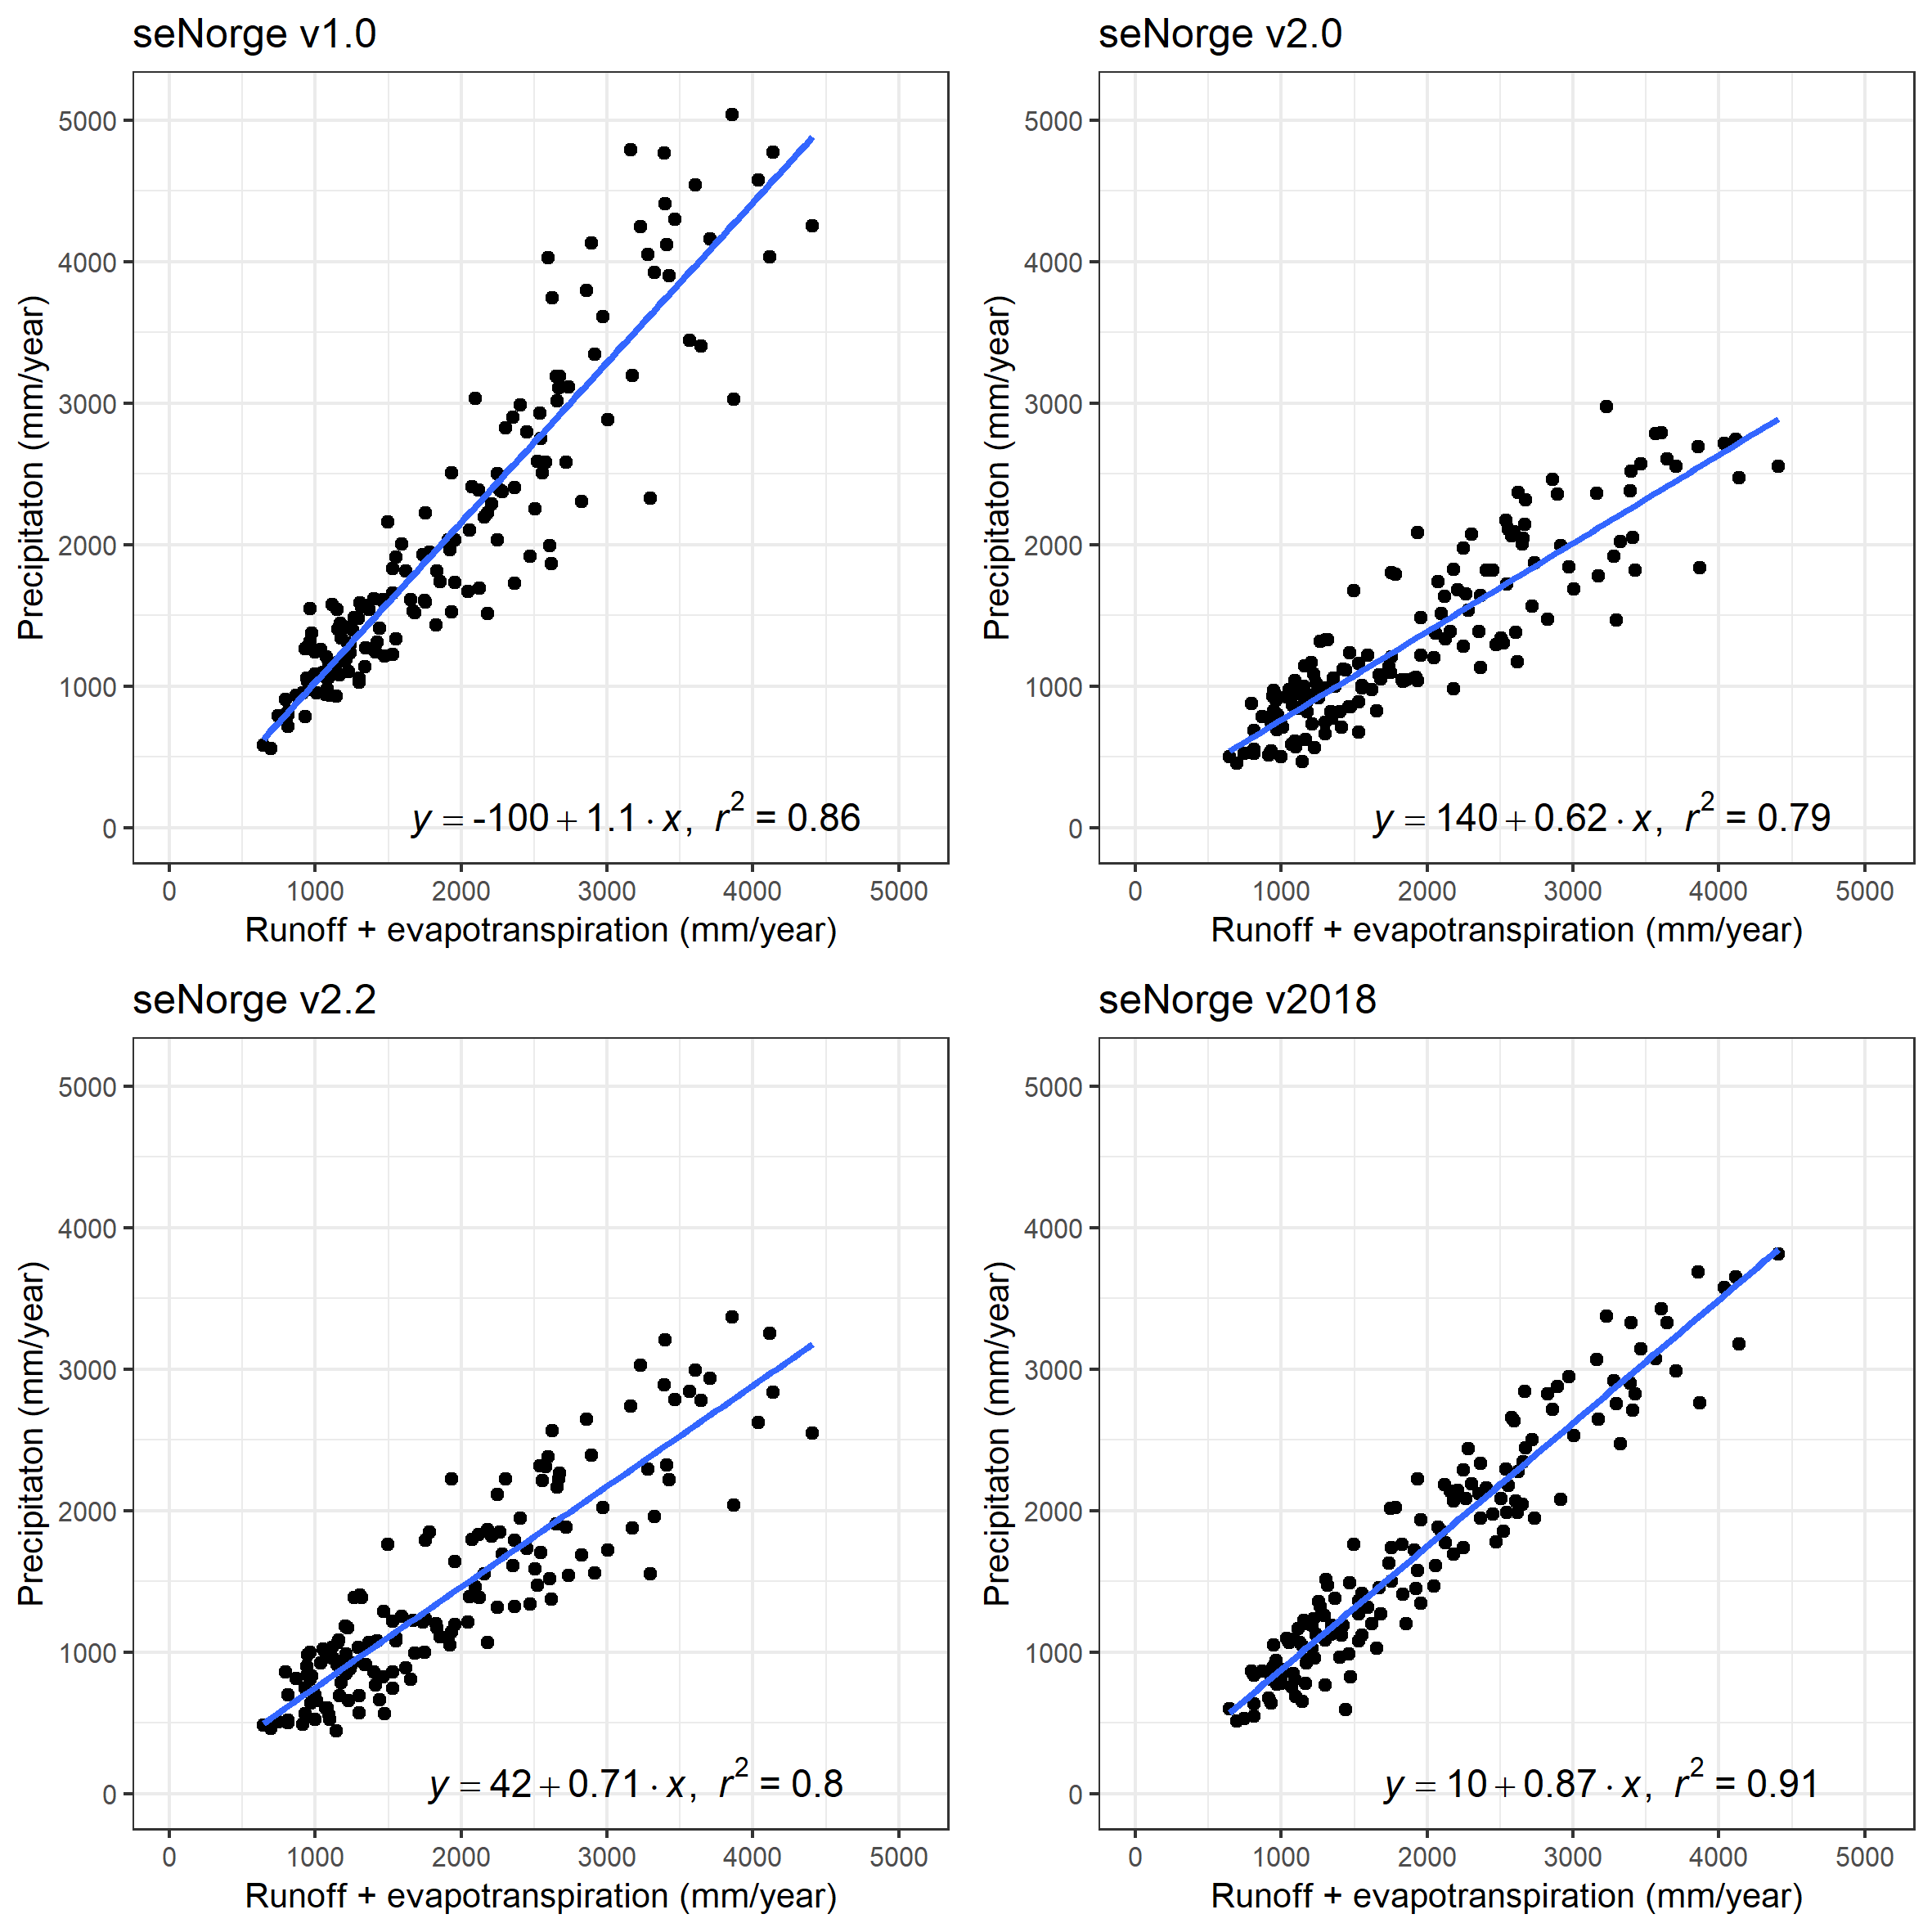 seNorge v1.0
5000
4000
3000
2000
1000
0
Precipitaton (mm/year)
y = -100 + 1.1 · x, r² = 0.86
0 1000 2000 3000 4000 5000
Runoff + evapotranspiration (mm/year)
seNorge v2.0
5000
4000
3000
2000
1000
0
Precipitaton (mm/year)
y = 140 + 0.62 · x, r² = 0.79
0 1000 2000 3000 4000 5000
Runoff + evapotranspiration (mm/year)
seNorge v2.2
5000
4000
3000
2000
1000
0
Precipitaton (mm/year)
y = 42 + 0.71 · x, r² = 0.8
0 1000 2000 3000 4000 5000
Runoff + evapotranspiration (mm/year)
seNorge v2018
5000
4000
3000
2000
1000
0
Precipitaton (mm/year)
y = 10 + 0.87 · x, r² = 0.91
0 1000 2000 3000 4000 5000
Runoff + evapotranspiration (mm/year)